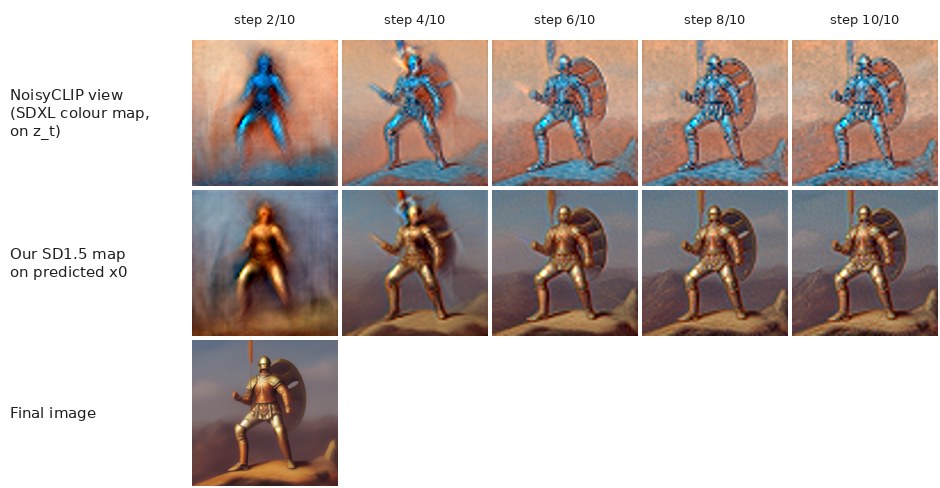 step 2/10
step 4/10
step 6/10
step 8/10
step 10/10
NoisyCLIP view
(SDXL colour map,
on z_t)
Our SD1.5 map
on predicted x0
Final image